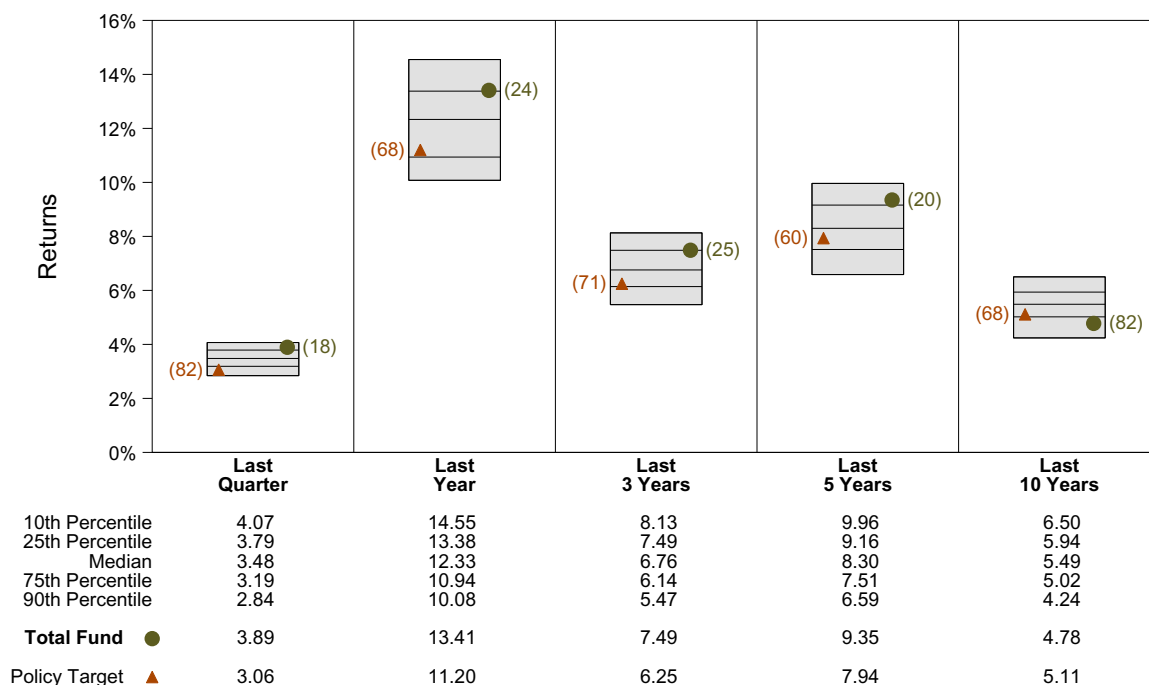 16%
14%
12%
10%
8%
6%
4%
2%
0%
Returns
(18)
(82)
(24)
(68)
(25)
(71)
(20)
(60)
(68)
(82)
Last Quarter
Last Year
Last 3 Years
Last 5 Years
Last 10 Years
10th Percentile 4.07 14.55 8.13 9.96 6.50
25th Percentile 3.79 13.38 7.49 9.16 5.94
Median 3.48 12.33 6.76 8.30 5.49
75th Percentile 3.19 10.94 6.14 7.51 5.02
90th Percentile 2.84 10.08 5.47 6.59 4.24
Total Fund 3.89 13.41 7.49 9.35 4.78
Policy Target 3.06 11.20 6.25 7.94 5.11